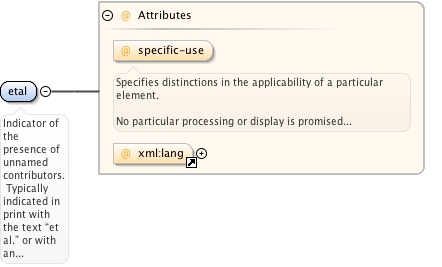 @ Attributes
@ specific-use
Specifies distinctions in the applicability of a particular
element.
No particular processing or display is promised...
etal
Indicator of
the
presence of
unnamed
contributors.
Typically
indicated in
print with
the text “et
al.” or with
an...
@ xml:lang